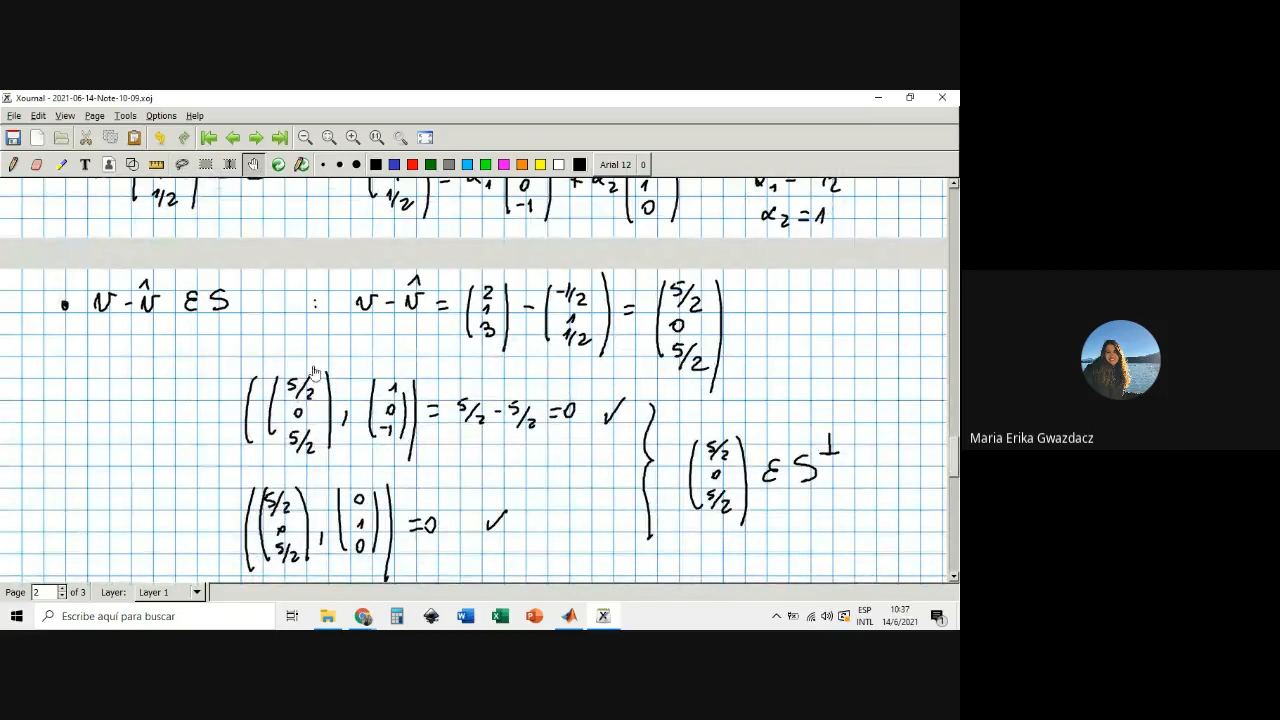 Xournal - 2021-06-14-Note-10-09.xoj
File Edit View Page Tools Options Help
Arial 12 0
1/2
1/2 = α1 0 -1 + α2 1 0
α2 = 1
• v - v̂ ε S : v - v̂ = (2 1 3) - (-1/2 1 1/2) = (5/2 0 5/2)
((5/2 0 5/2), (1 0 -1)) = 5/2 - 5/2 = 0 ✓
(5/2 0 5/2) ε S⊥
((5/2 0 5/2), (0 1 0)) = 0 ✓
Maria Erika Gwazdacz
Page 2 of 3 Layer: Layer 1
Escribe aquí para buscar
ESP
INTL
10:37
14/6/2021